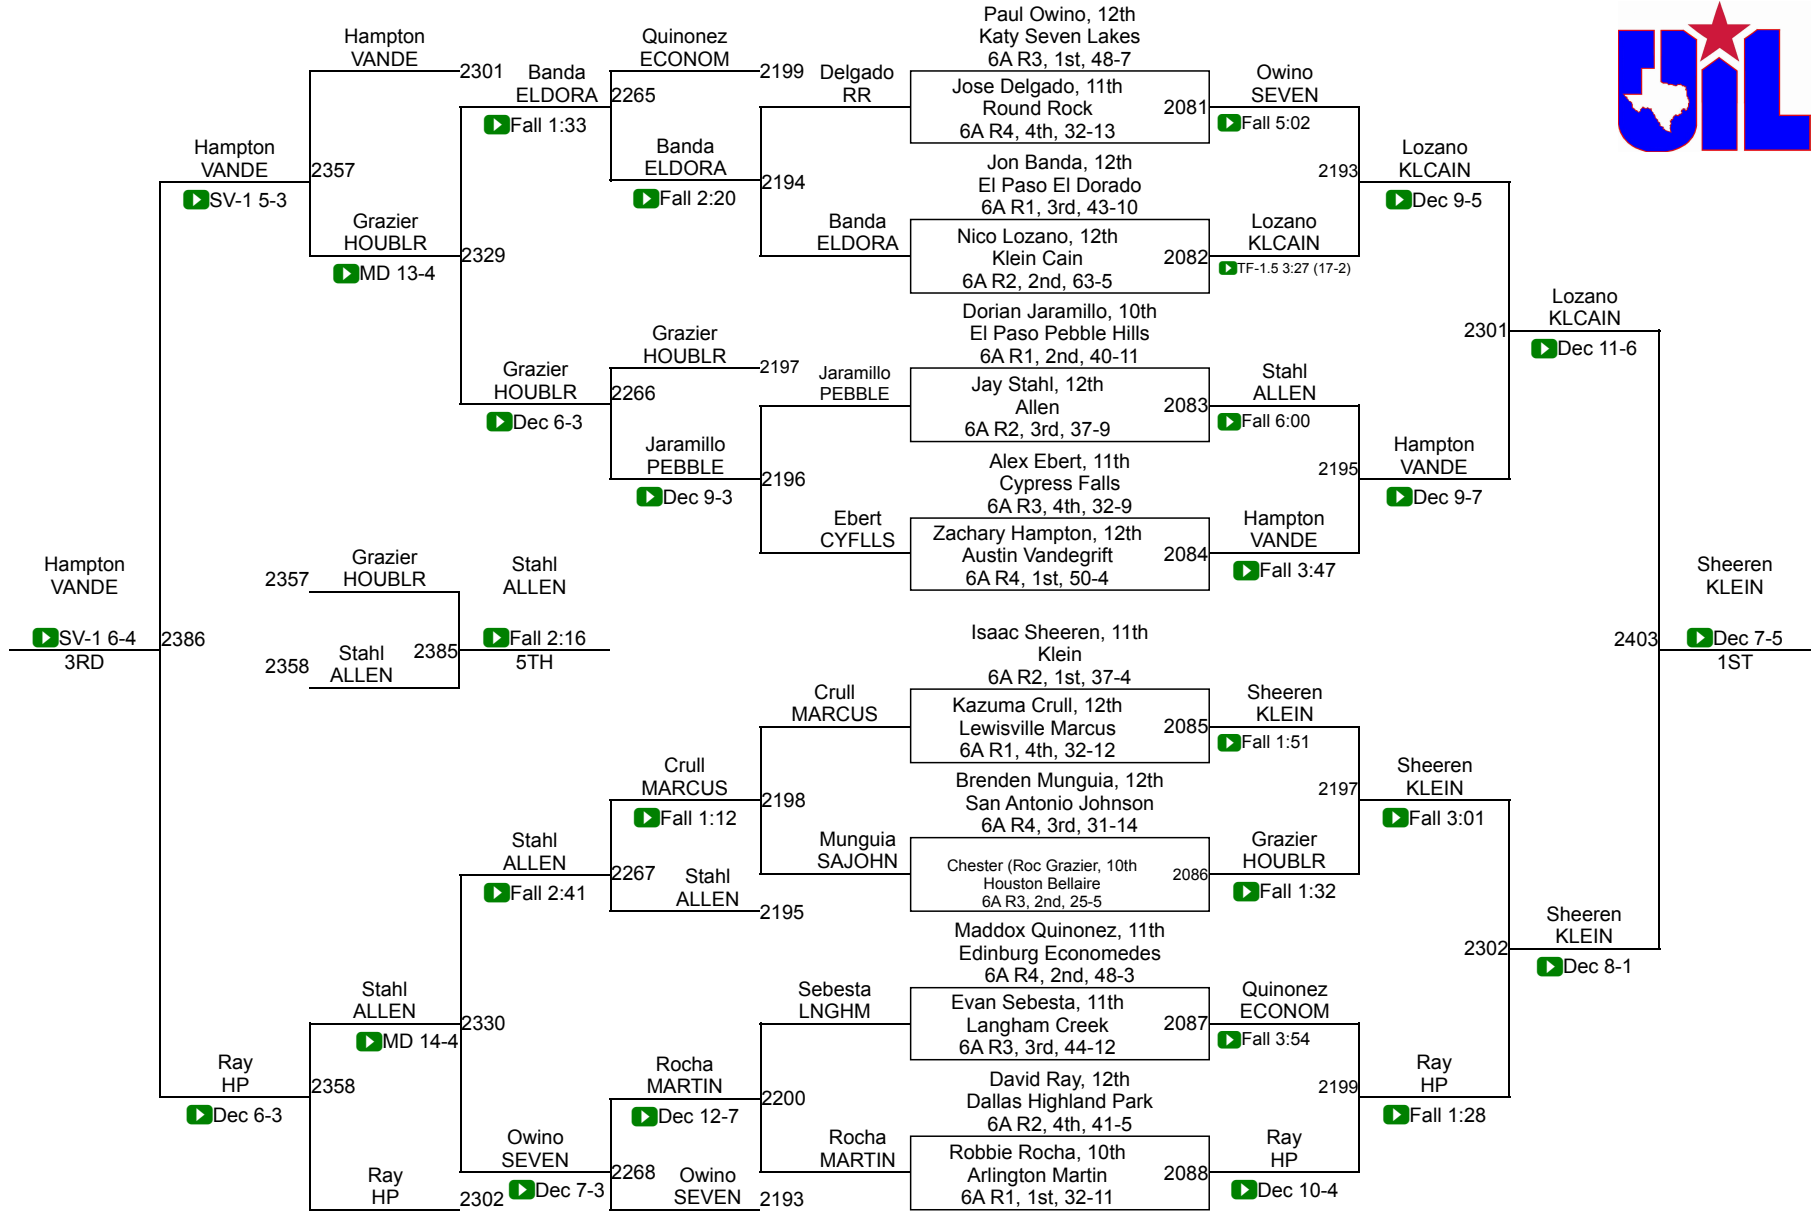 UIL
Hampton
VANDE
2301
Banda
ELDORA
Fall 1:33
Quinonez
ECONOM
2199
2265
Banda
ELDORA
Fall 2:20
Delgado
RR
2194
Banda
ELDORA
Paul Owino, 12th
Katy Seven Lakes
6A R3, 1st, 48-7
Jose Delgado, 11th
Round Rock
6A R4, 4th, 32-13
2081
Owino
SEVEN
Fall 5:02
Jon Banda, 12th
El Paso El Dorado
6A R1, 3rd, 43-10
Nico Lozano, 12th
Klein Cain
6A R2, 2nd, 63-5
2082
Lozano
KLCAIN
TF-1.5 3:27 (17-2)
2193
Lozano
KLCAIN
Dec 9-5
Hampton
VANDE
SV-1 5-3
2357
Grazier
HOUBLR
MD 13-4
2329
Grazier
HOUBLR
Dec 6-3
Grazier
HOUBLR
2197
2266
Jaramillo
PEBBLE
Dec 9-3
Jaramillo
PEBBLE
2196
Ebert
CYFLLS
Dorian Jaramillo, 10th
El Paso Pebble Hills
6A R1, 2nd, 40-11
Jay Stahl, 12th
Allen
6A R2, 3rd, 37-9
2083
Stahl
ALLEN
Fall 6:00
Alex Ebert, 11th
Cypress Falls
6A R3, 4th, 32-9
Zachary Hampton, 12th
Austin Vandegrift
6A R4, 1st, 50-4
2084
Hampton
VANDE
Fall 3:47
2195
Hampton
VANDE
Dec 9-7
2301
Lozano
KLCAIN
Dec 11-6
Hampton
VANDE
SV-1 6-4
3RD
2386
2357
Grazier
HOUBLR
2358
Stahl
ALLEN
2385
Stahl
ALLEN
Fall 2:16
5TH
2403
Sheeren
KLEIN
Dec 7-5
1ST
Crull
MARCUS
Isaac Sheeren, 11th
Klein
6A R2, 1st, 37-4
Kazuma Crull, 12th
Lewisville Marcus
6A R1, 4th, 32-12
2085
Sheeren
KLEIN
Fall 1:51
Crull
MARCUS
Fall 1:12
2198
Munguia
SAJOHN
Brenden Munguia, 12th
San Antonio Johnson
6A R4, 3rd, 31-14
Chester (Roc Grazier, 10th
Houston Bellaire
6A R3, 2nd, 25-5
2086
Grazier
HOUBLR
Fall 1:32
2197
Sheeren
KLEIN
Fall 3:01
Stahl
ALLEN
Fall 2:41
2267
Stahl
ALLEN
2195
Stahl
ALLEN
MD 14-4
2330
Sebesta
LNGHM
Maddox Quinonez, 11th
Edinburg Economedes
6A R4, 2nd, 48-3
Evan Sebesta, 11th
Langham Creek
6A R3, 3rd, 44-12
2087
Quinonez
ECONOM
Fall 3:54
2302
Sheeren
KLEIN
Dec 8-1
Ray
HP
Dec 6-3
2358
Rocha
MARTIN
Dec 12-7
2200
Rocha
MARTIN
David Ray, 12th
Dallas Highland Park
6A R2, 4th, 41-5
Robbie Rocha, 10th
Arlington Martin
6A R1, 1st, 32-11
2088
Ray
HP
Dec 10-4
2199
Ray
HP
Fall 1:28
Ray
HP
2302
Owino
SEVEN
Dec 7-3
2268
Owino
SEVEN
2193